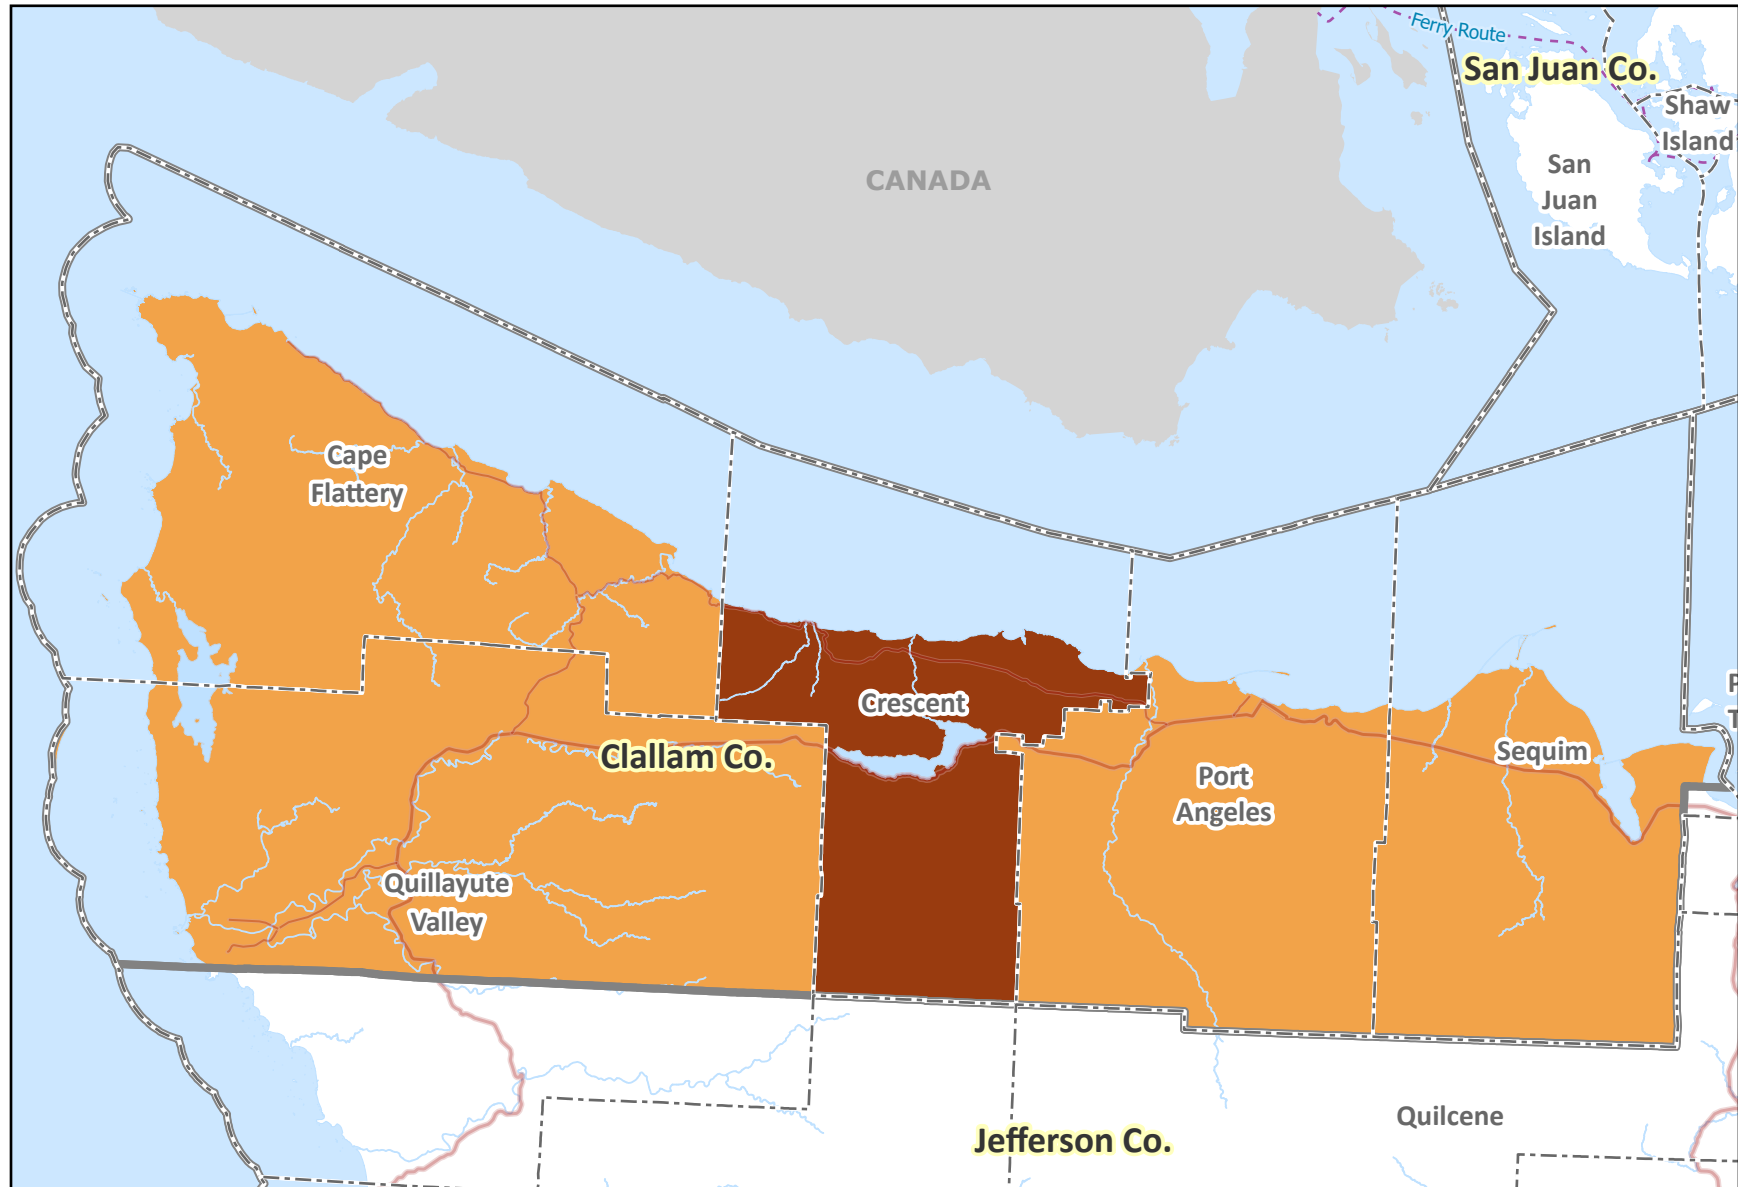 Ferry Route
San Juan Co.
Shaw
Island
San
Juan
Island
CANADA
Cape
Flattery
Crescent
Clallam Co.
Port
Angeles
Sequim
P
T
Quillayute
Valley
Quilcene
Jefferson Co.